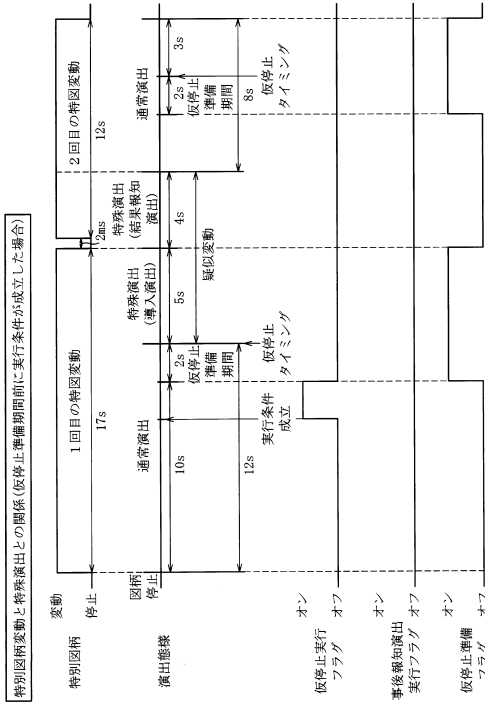 特別図柄変動と特殊演出との関係(仮停止準備期間前に実行条件が成立した場合)
変動
特別図柄
停止
1回目の特図変動
17s
2ms
2回目の特図変動
12s
図柄
停止
演出態様
通常演出
10s
2s
仮停止
準備
期間
12s
実行条件
成立
仮停止
タイミング
特殊演出
(導入演出)
5s
特殊演出
(結果報知
演出)
4s
疑似変動
通常演出
2s
3s
仮停止
準備
期間
8s
仮停止
タイミング
オン
仮停止実行
フラグ
オフ
オン
事後報知演出
実行フラグ
オフ
オン
仮停止準備
フラグ
オフ